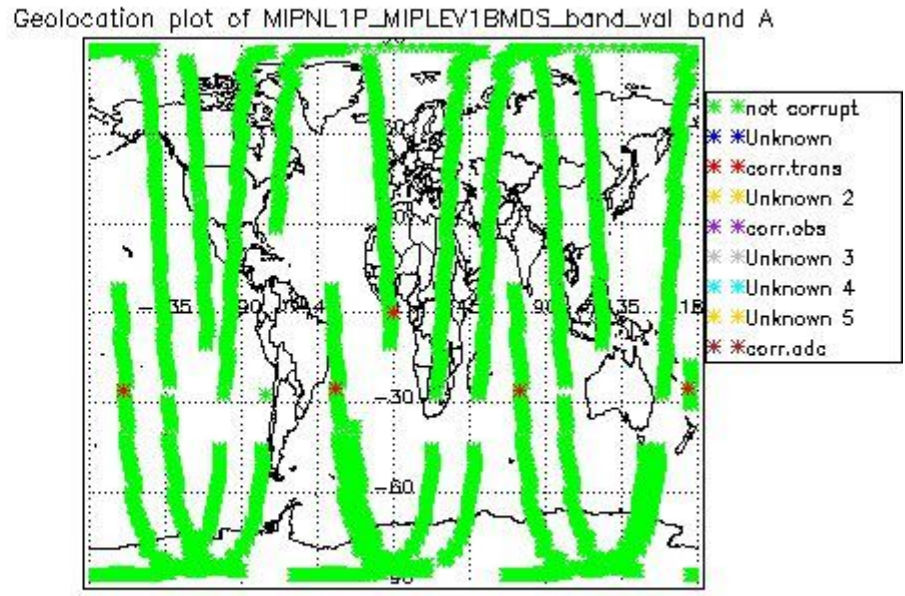 Geolocation plot of MIPNL1P_MIPLEV1BMDS_band_val band A
not corrupt
Unknown
corr.trans
Unknown 2
corr.obs
Unknown 3
Unknown 4
Unknown 5
corr.adc
-30
-60